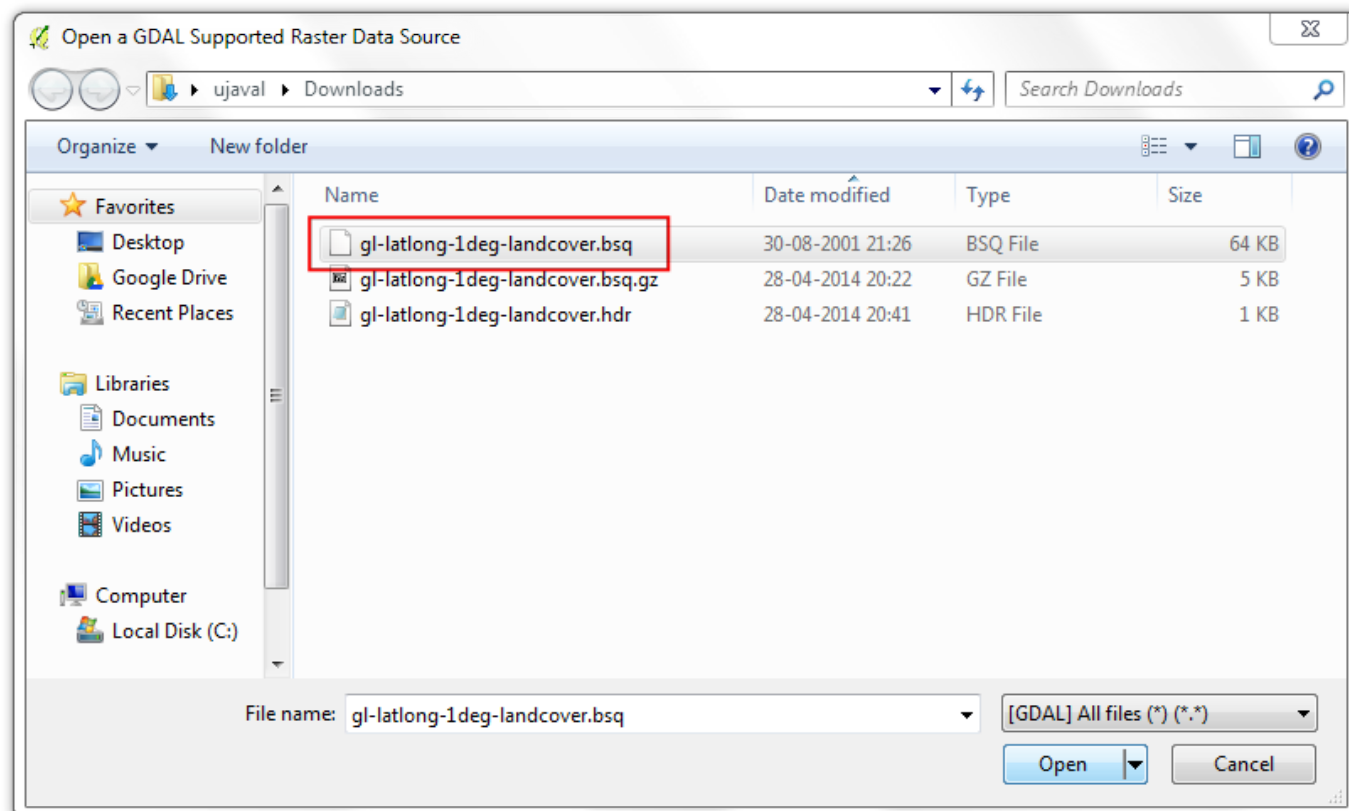 Open a GDAL Supported Raster Data Source
ujaval Downloads Search Downloads
Organize New folder
Name Date modified Type Size
Favorites
Desktop gl-latlong-1deg-landcover.bsq 30-08-2001 21:26 BSQ File 64 KB
Google Drive gl-latlong-1deg-landcover.bsq.gz 28-04-2014 20:22 GZ File 5 KB
Recent Places gl-latlong-1deg-landcover.hdr 28-04-2014 20:41 HDR File 1 KB
Libraries
Documents
Music
Pictures
Videos
Computer
Local Disk (C:)
File name: gl-latlong-1deg-landcover.bsq [GDAL] All files (*) (*.*)
Open Cancel